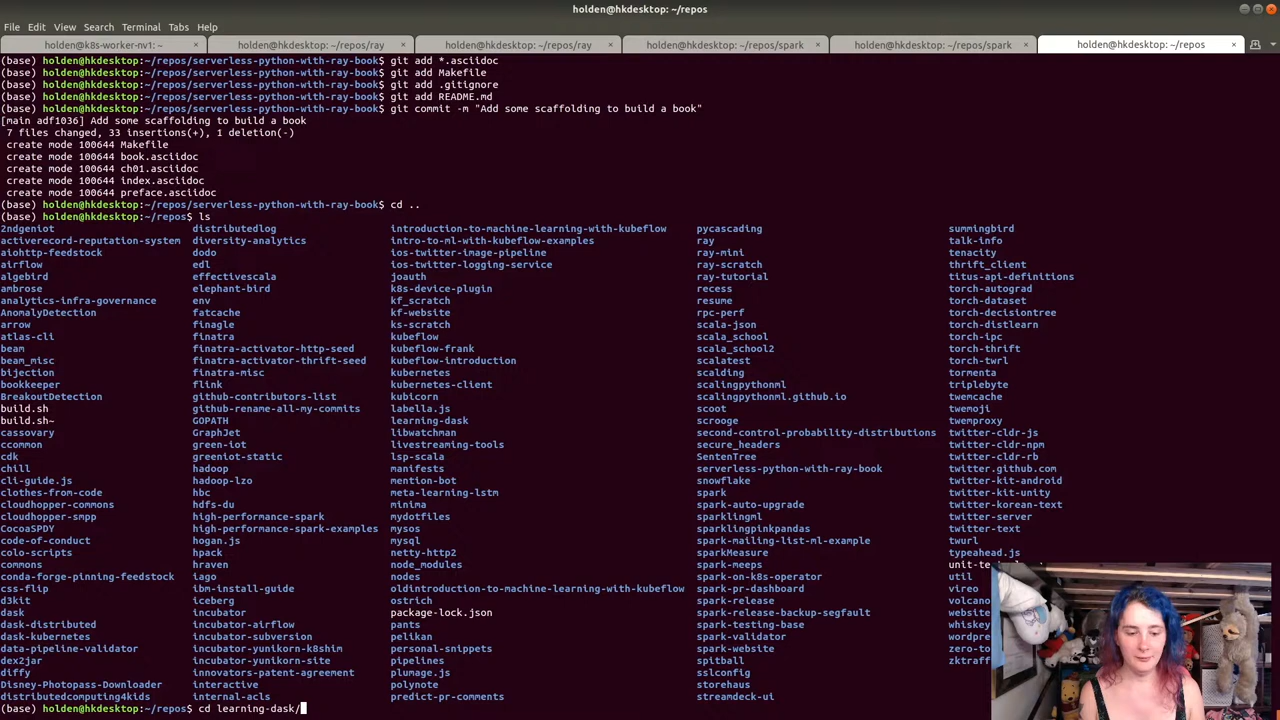 holden@hkdesktop: ~/repos
File Edit View Search Terminal Tabs Help
holden@k8s-worker-nv1: ~ × holden@hkdesktop: ~/repos/ray × holden@hkdesktop: ~/repos/ray × holden@hkdesktop: ~/repos/spark × holden@hkdesktop: ~/repos/spark × holden@hkdesktop: ~/repos ×
(base) holden@hkdesktop:~/repos/serverless-python-with-ray-book$ git add *.asciidoc
(base) holden@hkdesktop:~/repos/serverless-python-with-ray-book$ git add Makefile
(base) holden@hkdesktop:~/repos/serverless-python-with-ray-book$ git add .gitignore
(base) holden@hkdesktop:~/repos/serverless-python-with-ray-book$ git add README.md
(base) holden@hkdesktop:~/repos/serverless-python-with-ray-book$ git commit -m "Add some scaffolding to build a book"
[main adf1036] Add some scaffolding to build a book
7 files changed, 33 insertions(+), 1 deletion(-)
create mode 100644 Makefile
create mode 100644 book.asciidoc
create mode 100644 ch01.asciidoc
create mode 100644 index.asciidoc
create mode 100644 preface.asciidoc
(base) holden@hkdesktop:~/repos/serverless-python-with-ray-book$ cd ..
(base) holden@hkdesktop:~/repos$ ls
2ndgeniot distributedlog introduction-to-machine-learning-with-kubeflow pycascading summingbird
activerecord-reputation-system diversity-analytics intro-to-ml-with-kubeflow-examples ray talk-info
aiohttp-feedstock dodo ios-twitter-image-pipeline ray-mini tenacity
airflow edl ios-twitter-logging-service ray-scratch thrift_client
algebird effectivescala joauth ray-tutorial titus-api-definitions
ambrose elephant-bird k8s-device-plugin recess torch-autograd
analytics-infra-governance env kf_scratch resume torch-dataset
AnomalyDetection fatcache kf-website rpc-perf torch-decisiontree
arrow finagle ks-scratch scala-json torch-distlearn
atlas-cli finatra kubeflow scala_school torch-ipc
beam finatra-activator-http-seed kubeflow-frank scala_school2 torch-thrift
beam_misc finatra-activator-thrift-seed kubeflow-introduction scalatest torch-twrl
bijection finatra-misc kubernetes scalding tormenta
bookkeeper flink kubernetes-client scalingpythonml triplebyte
BreakoutDetection github-contributors-list kubicorn scalingpythonml.github.io twemcache
build.sh github-rename-all-my-commits labella.js scoot twemoji
build.sh~ GOPATH learning-dask scrooge twemproxy
cassovary GraphJet libwatchman second-control-probability-distributions twitter-cldr-js
ccommon green-iot livestreaming-tools secure_headers twitter-cldr-npm
cdk greeniot-static lsp-scala SentenTree twitter-cldr-rb
chill hadoop manifests serverless-python-with-ray-book twitter.github.com
cli-guide.js hadoop-lzo mention-bot snowflake twitter-kit-android
clothes-from-code hbc meta-learning-lstm spark twitter-kit-unity
cloudhopper-commons hdfs-du minima spark-auto-upgrade twitter-korean-text
cloudhopper-smpp high-performance-spark mydotfiles sparklingml twitter-server
CocoaSPDY high-performance-spark-examples mysos sparklingpinkpandas twitter-text
code-of-conduct hogan.js mysql spark-mailing-list-ml-example twurl
colo-scripts hpack netty-http2 sparkMeasure typeahead.js
commons hraven node_modules spark-meeps
conda-forge-pinning-feedstock iago nodes spark-on-k8s-operator util
css-flip ibm-install-guide oldintroduction-to-machine-learning-with-kubeflow spark-pr-dashboard vireo
d3kit iceberg ostrich spark-release
dask incubator package-lock.json spark-release-backup-segfault
dask-distributed incubator-airflow pants spark-testing-base
dask-kubernetes incubator-subversion pelikan spark-validator
data-pipeline-validator incubator-yunikorn-k8shim personal-snippets spark-website
dex2jar incubator-yunikorn-site pipelines spitball
diffy innovators-patent-agreement plumage.js sslconfig
Disney-Photopass-Downloader interactive polynote storehaus
distributedcomputing4kids internal-acls predict-pr-comments streamdeck-ui
(base) holden@hkdesktop:~/repos$ cd learning-dask/